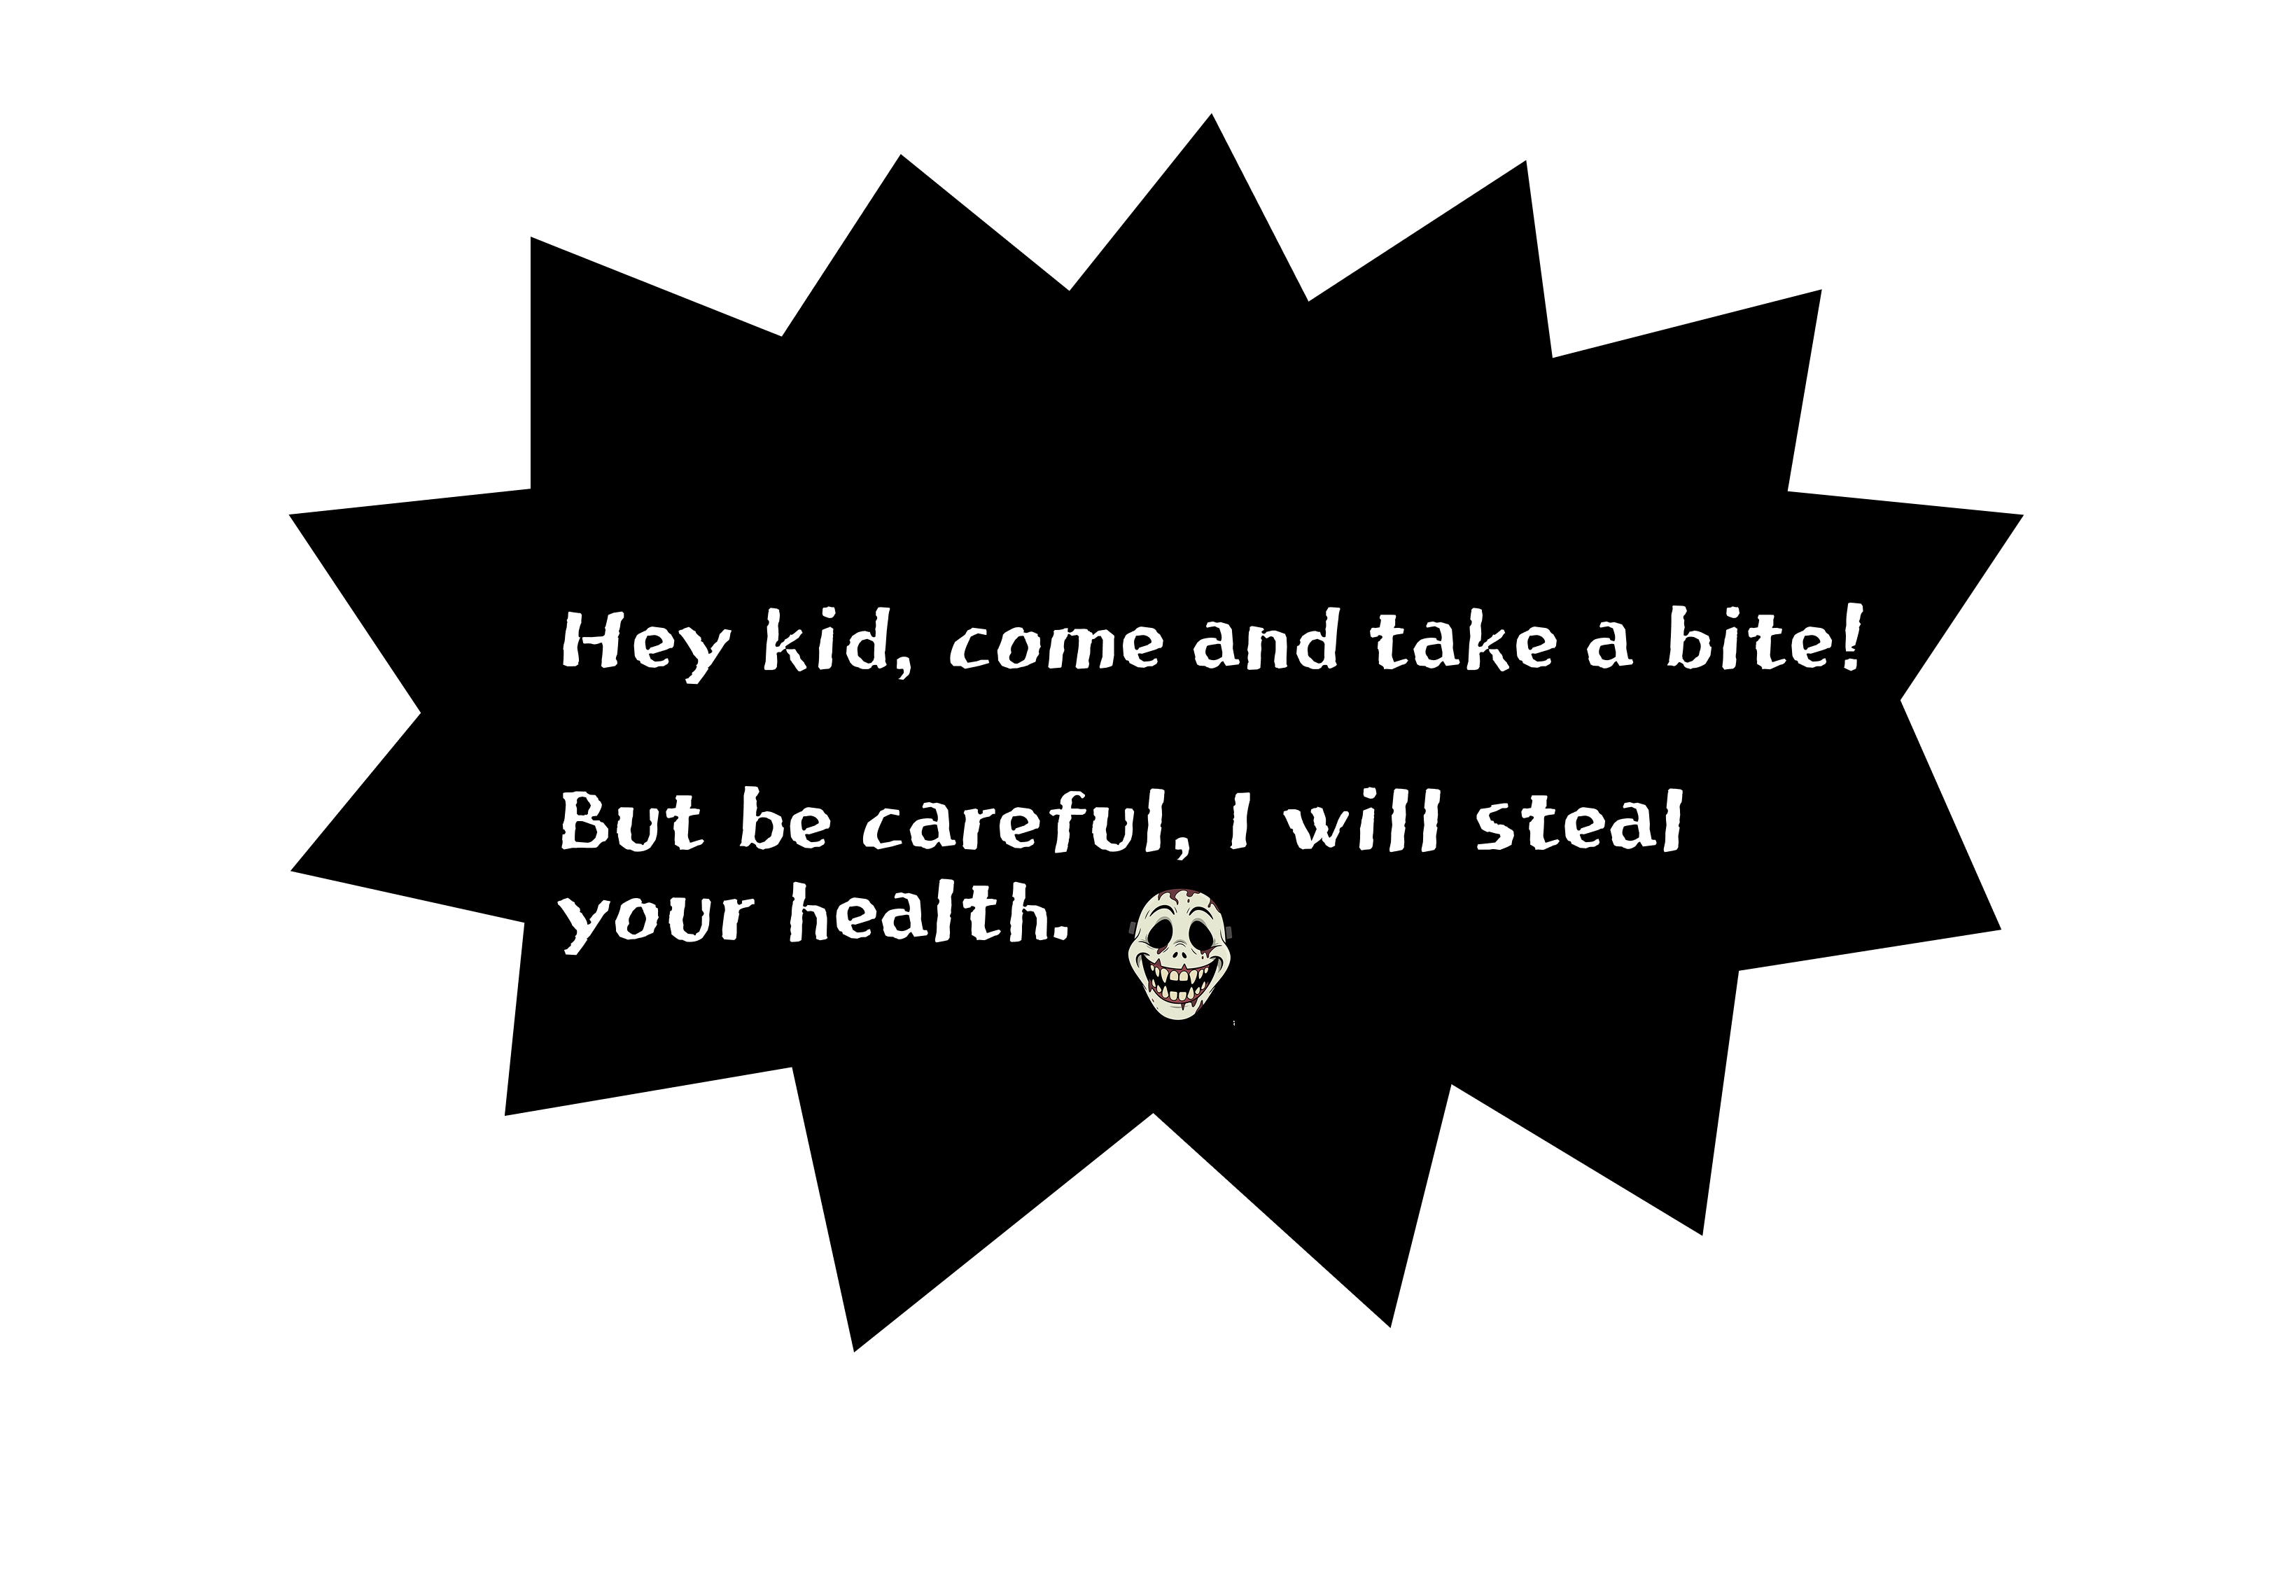 Hey kid, come and take a bite!
But be careful, I will steal
your health.